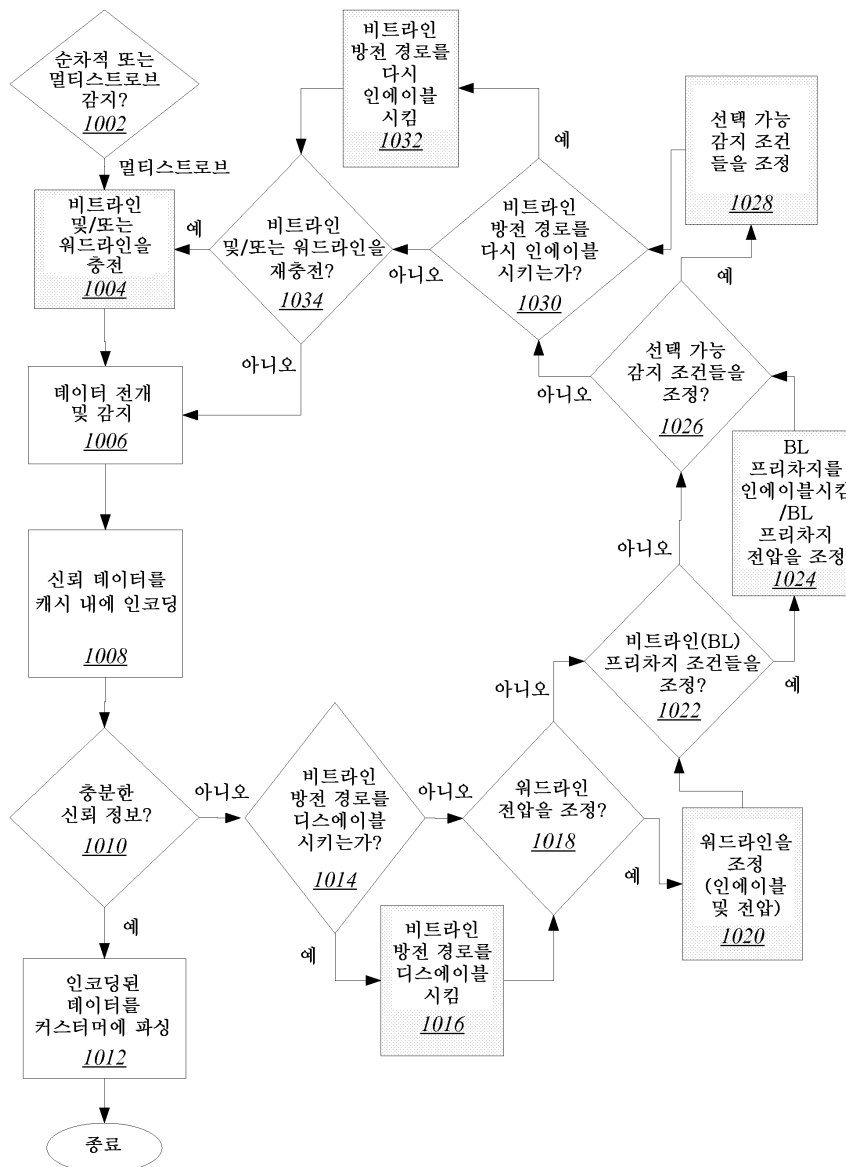 순차적 또는
멀티스트로브
감지?
1002
멀티스트로브
비트라인
및/또는
워드라인을
충전
1004
데이터 전개
및 감지
1006
신뢰 데이터를
캐시 내에 인코딩
1008
충분한
신뢰 정보?
1010
아니오
예
인코딩된
데이터를
커스터머에 파싱
1012
종료
비트라인
방전 경로를
디스에이블
시키는가?
1014
아니오
예
비트라인
방전 경로를
디스에이블
시킴
1016
워드라인
전압을 조정?
1018
아니오
예
워드라인을
조정
(인에이블
및 전압)
1020
비트라인(BL)
프리차지 조건들을
조정?
1022
아니오
예
BL
프리차지를
인에이블시킴
/BL
프리차지
전압을 조정
1024
선택 가능
감지 조건들을
조정?
1026
아니오
예
선택 가능
감지 조건
들을 조정
1028
비트라인
방전 경로를
다시 인에이블
시키는가?
1030
아니오
예
비트라인
방전 경로를
다시
인에이블
시킴
1032
비트라인
및/또는 워드라인을
재충전?
1034
예
아니오